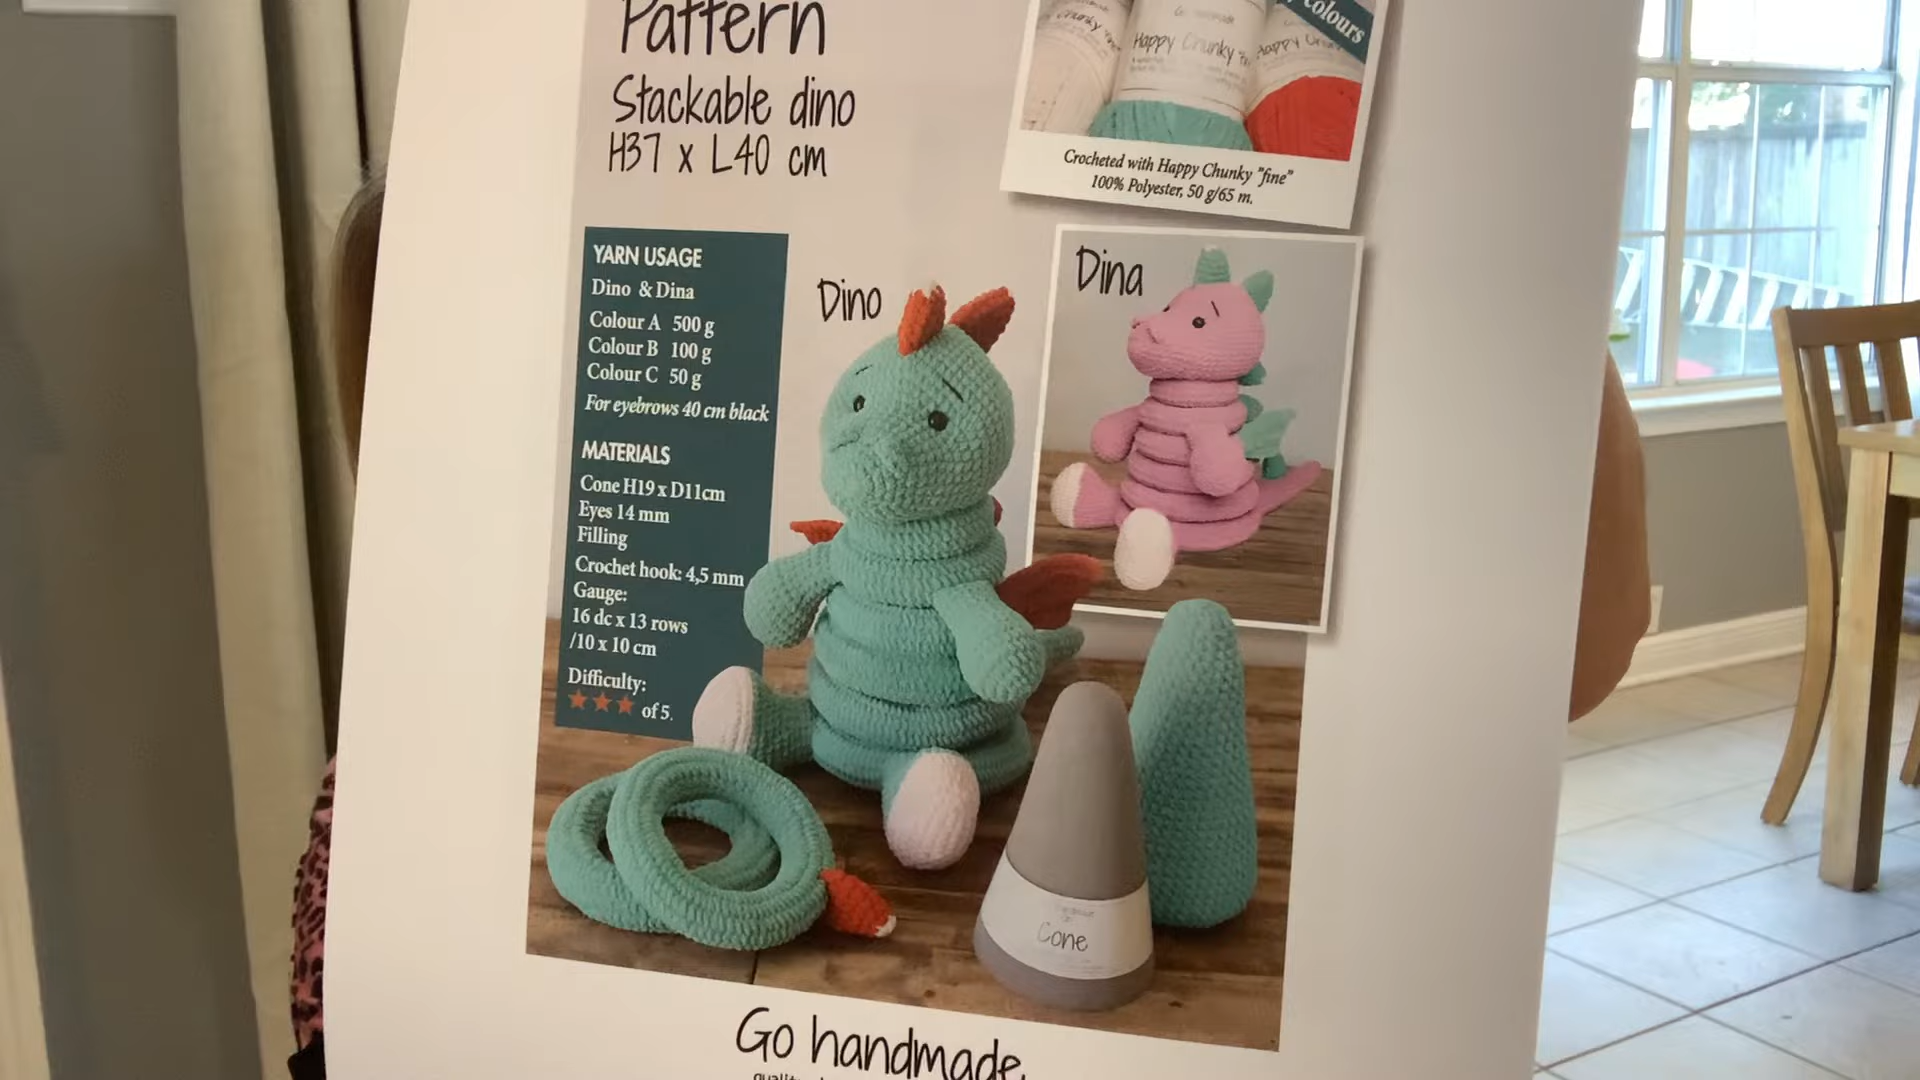 Pattern
Stackable dino
H37 x L40 cm
colours
Happy Chunky
Crocheted with Happy Chunky "fine"
100% Polyester, 50 g/65 m.
YARN USAGE
Dino & Dina
Colour A 500 g
Colour B 100 g
Colour C 50 g
For eyebrows 40 cm black
MATERIALS
Cone H19 x D11cm
Eyes 14 mm
Filling
Crochet hook: 4,5 mm
Gauge:
16 dc x 13 rows
/10 x 10 cm
Difficulty:
★★★ of 5.
Dino
Dina
Cone
Go handmade